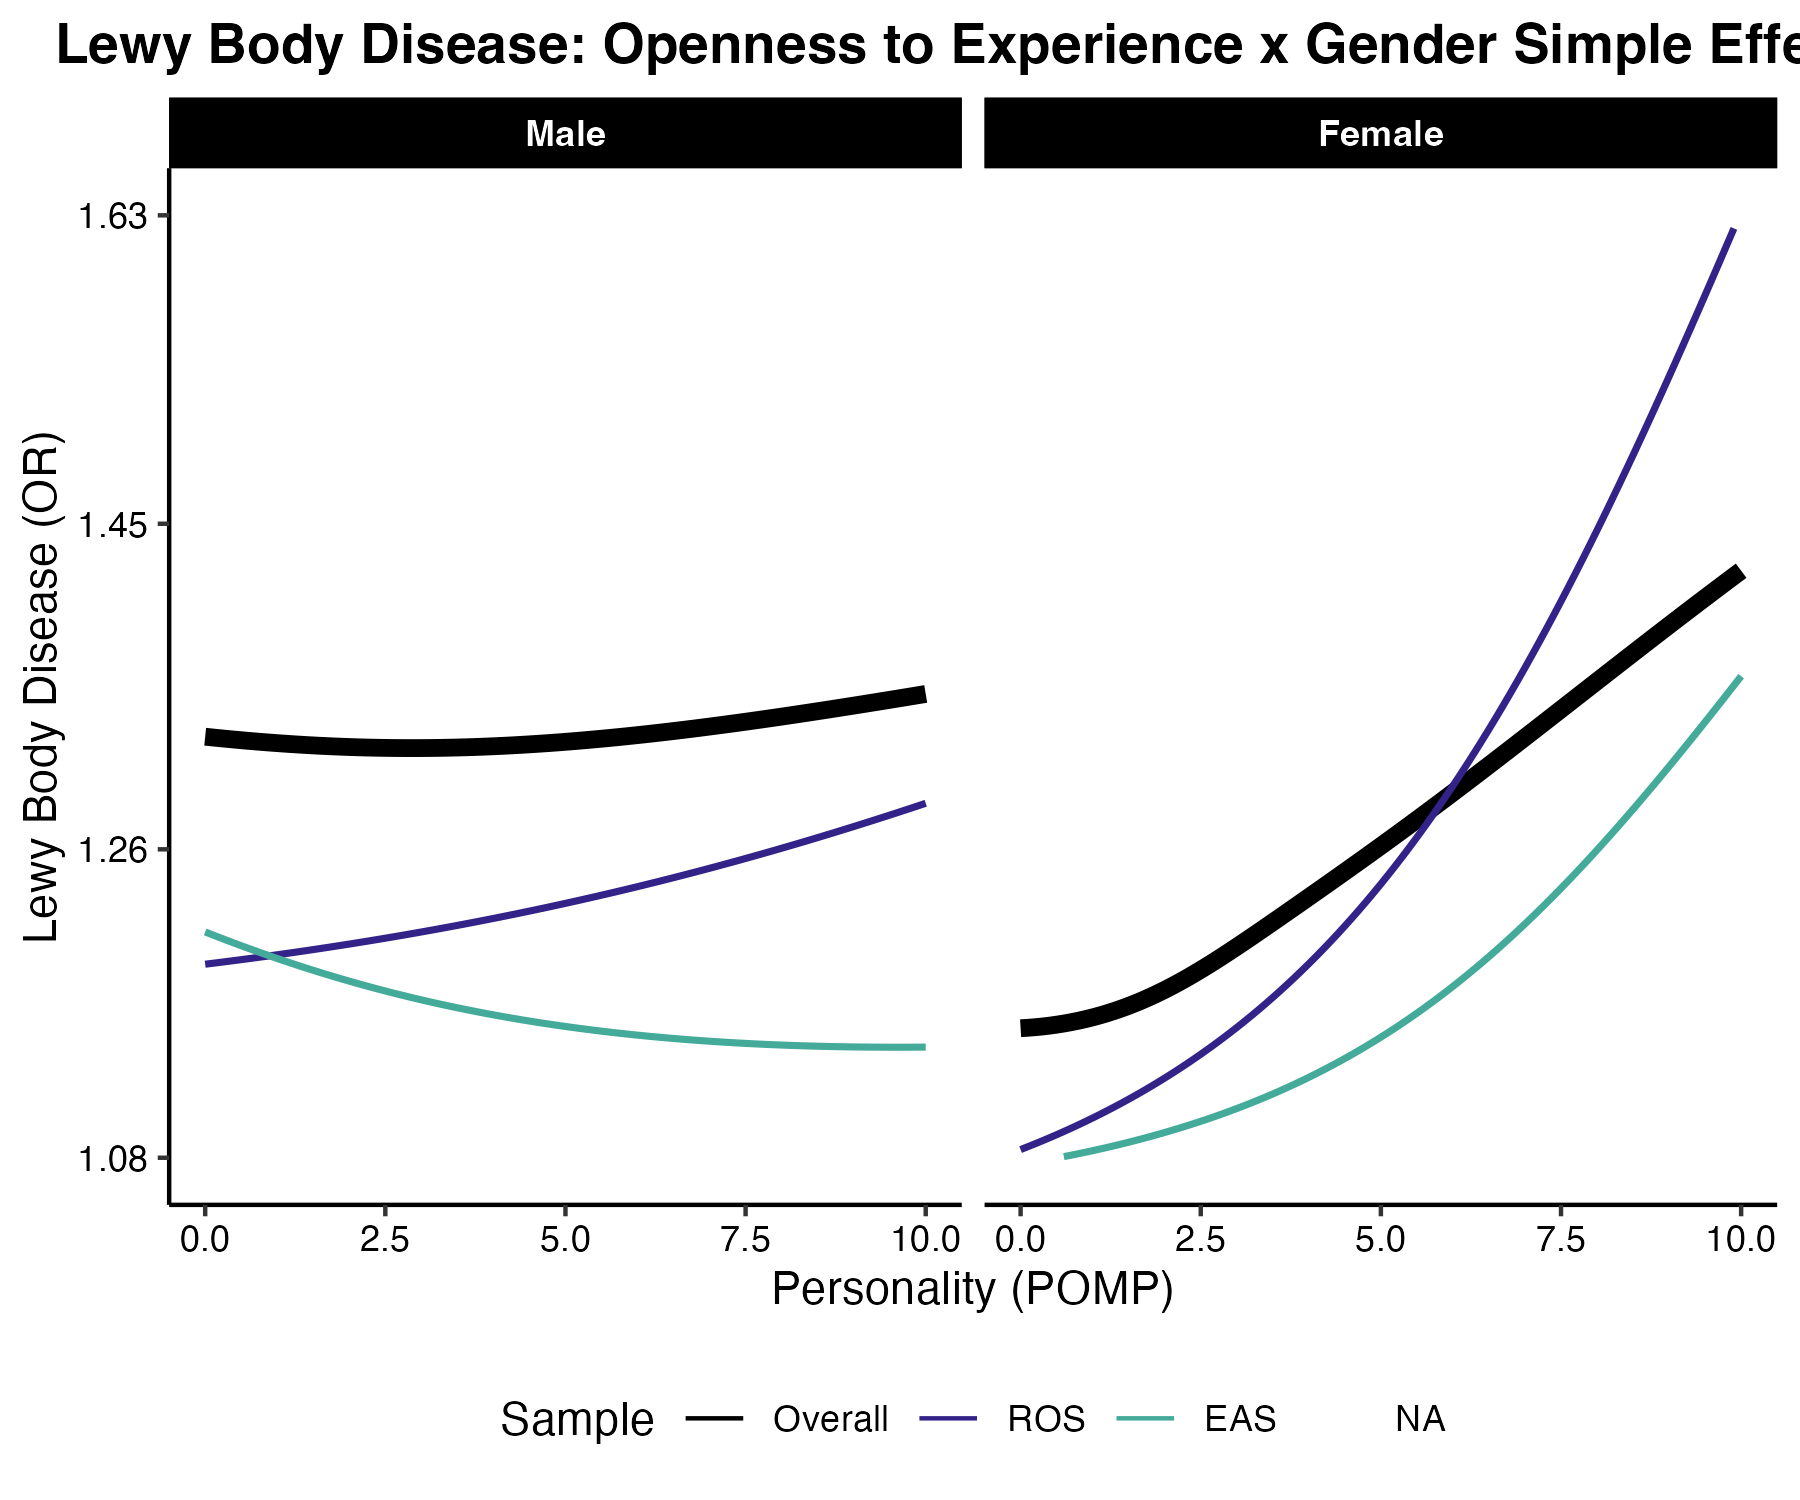 Lewy Body Disease: Openness to Experience x Gender Simple Effe
Male
Female
Lewy Body Disease (OR)
1.63
1.45
1.26
1.08
0.0 2.5 5.0 7.5 10.0
0.0 2.5 5.0 7.5 10.0
Personality (POMP)
Sample Overall ROS EAS NA